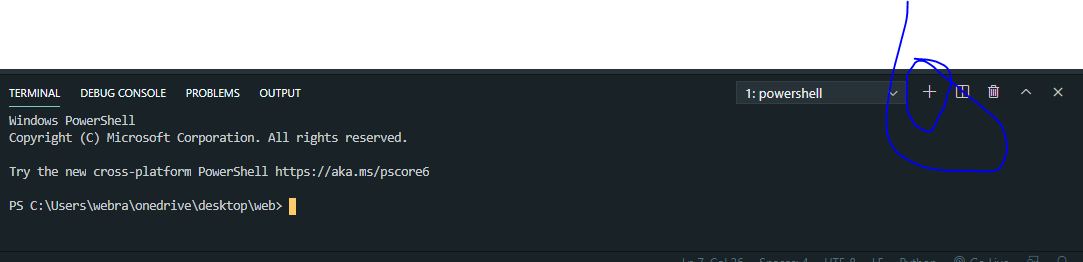 TERMINAL DEBUG CONSOLE PROBLEMS OUTPUT 1: powershell
Windows PowerShell
Copyright (C) Microsoft Corporation. All rights reserved.
Try the new cross-platform PowerShell https://aka.ms/pscore6
PS C:\Users\webra\onedrive\desktop\web>